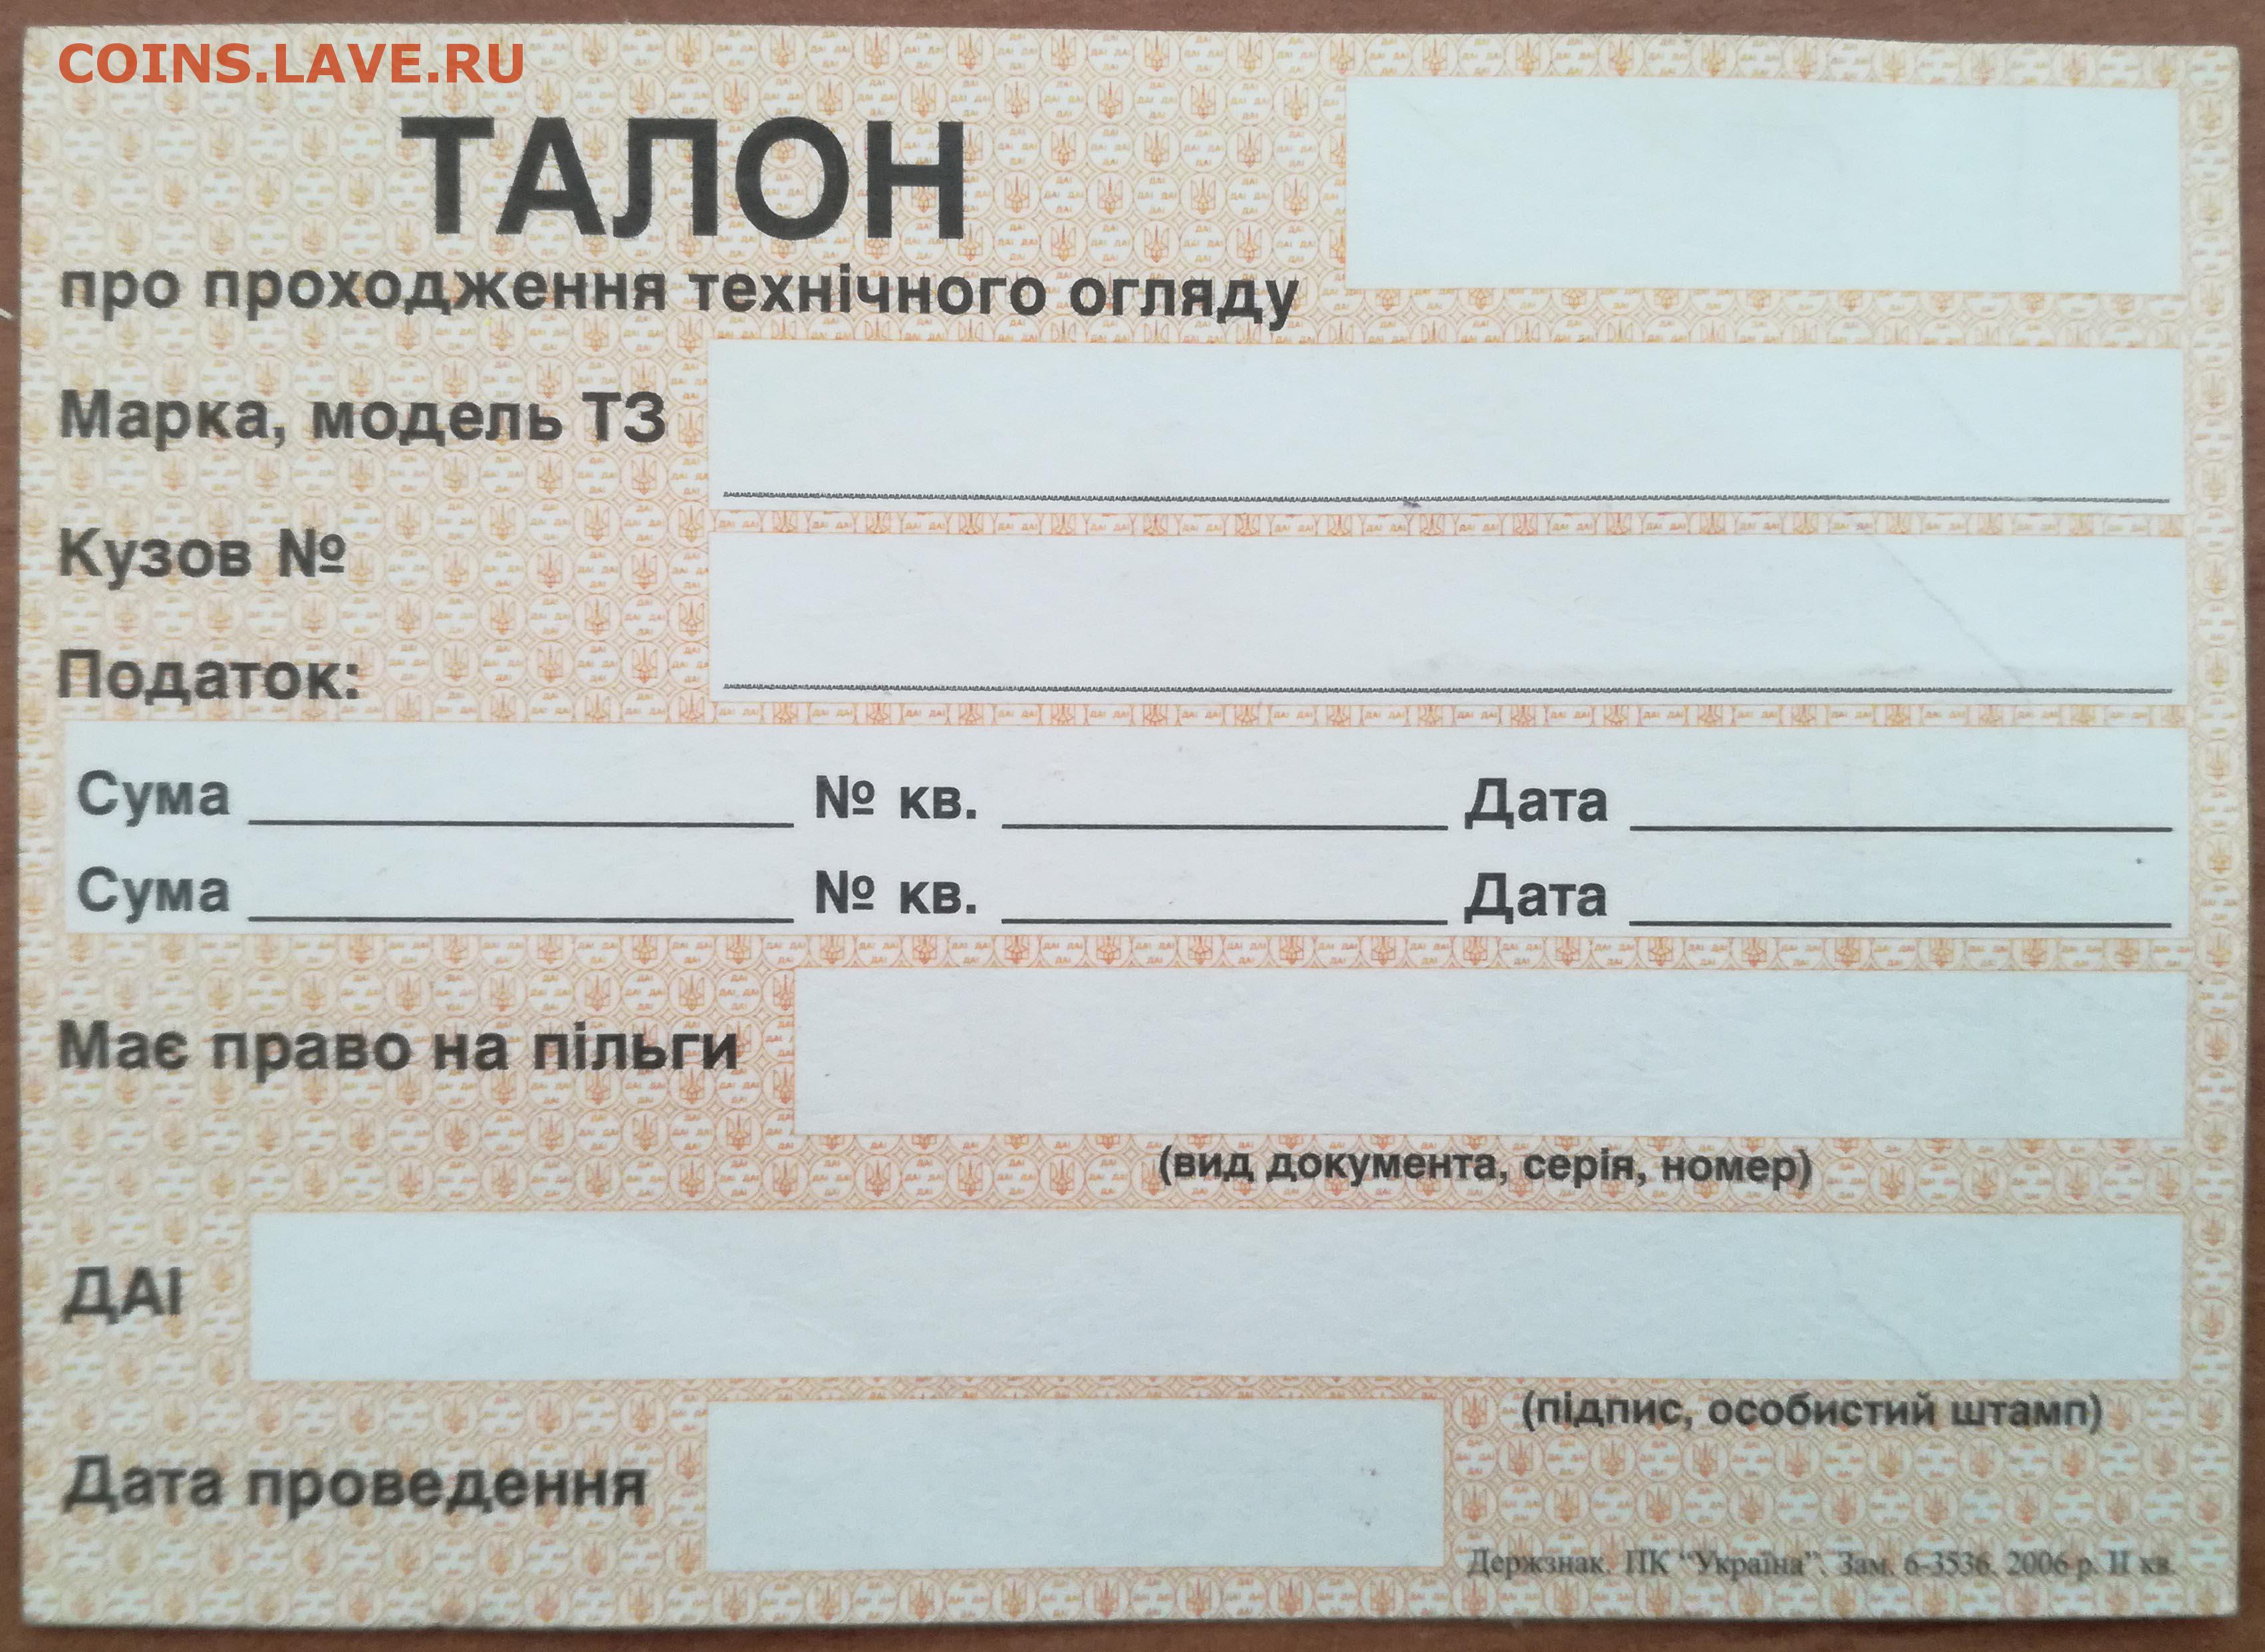 COINS.LAVE.RU
ТАЛОН
про проходження технічного огляду
Марка, модель ТЗ
Кузов №
Податок:
Сума № кв. Дата
Сума № кв. Дата
Має право на пільги
(вид документа, серія, номер)
ДАІ
(підпис, особистий штамп)
Дата проведення
Держзнак. ПК "Україна". Зам. 6-3536. 2006 р. ІІ кв.